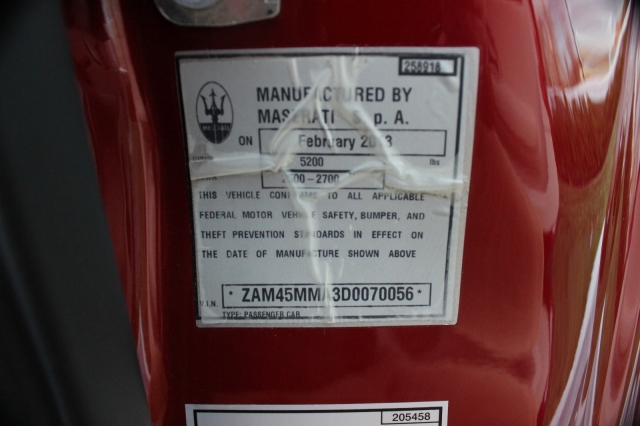 258918
MANUFACTURED BY
MASERATI S.p.A.
ON February 2013
5200 lbs
2500-2700
THIS VEHICLE CONFORMS TO ALL APPLICABLE
FEDERAL MOTOR VEHICLE SAFETY, BUMPER, AND
THEFT PREVENTION STANDARDS IN EFFECT ON
THE DATE OF MANUFACTURE SHOWN ABOVE
V.I.N. * ZAM45MMA3D0070056 *
TYPE: PASSENGER CAR
205458